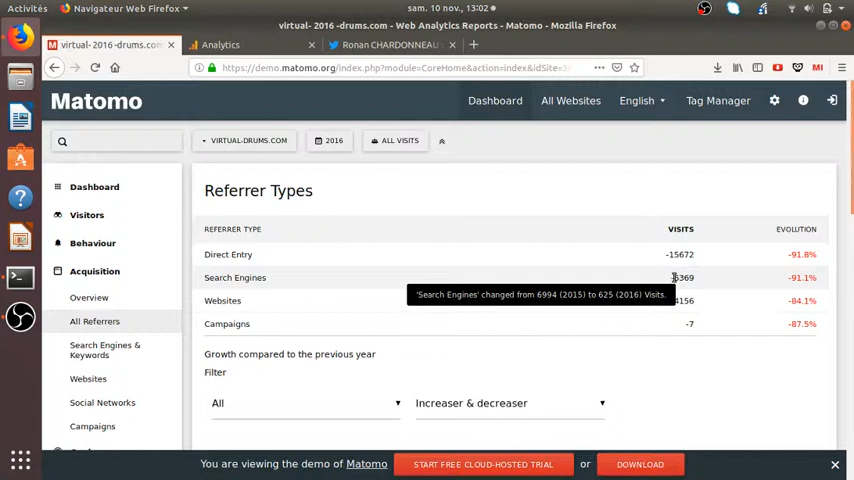 Activités Navigateur Web Firefox sam. 10 nov., 13:02 virtual- 2016 -drums.com - Web Analytics Reports - Matomo - Mozilla Firefox
virtual- 2016 -drums.com Analytics Ronan CHARDONNEAU
https://demo.matomo.org/index.php?module=CoreHome&action=index&idSite=3
Matomo Dashboard All Websites English Tag Manager
VIRTUAL-DRUMS.COM 2016 ALL VISITS
Dashboard
Visitors
Behaviour
Acquisition
Overview
All Referrers
Search Engines &
Keywords
Websites
Social Networks
Campaigns
Referrer Types
REFERRER TYPE VISITS EVOLUTION
Direct Entry -15672 -91.8%
Search Engines -6369 -91.1%
'Search Engines' changed from 6994 (2015) to 625 (2016) Visits.
Websites 4156 -84.1%
Campaigns -7 -87.5%
Growth compared to the previous year
Filter
All Increaser & decreaser
You are viewing the demo of Matomo START FREE CLOUD-HOSTED TRIAL or DOWNLOAD